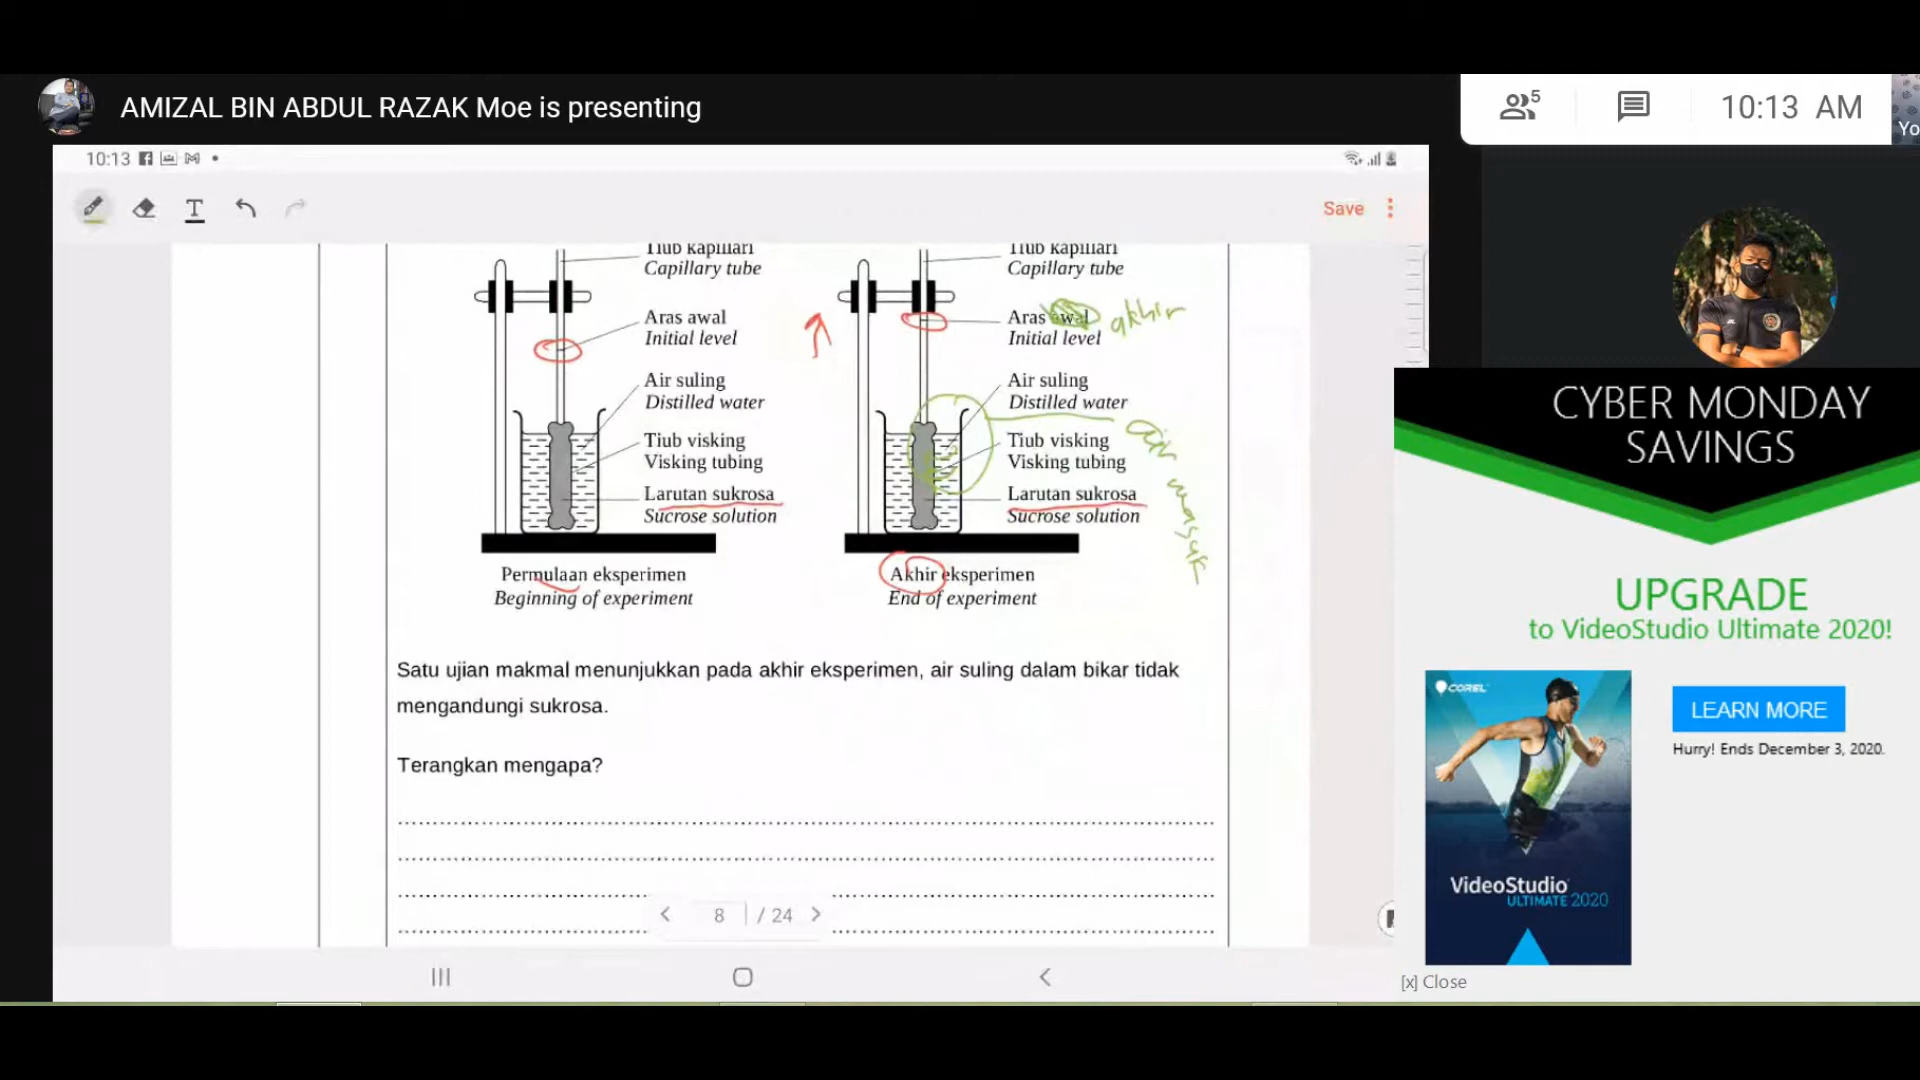 AMIZAL BIN ABDUL RAZAK Moe is presenting
5
10:13 AM
Yo
10:13
T
Save
Tiub kapilari
Capillary tube
Aras awal
Initial level
Air suling
Distilled water
Tiub visking
Visking tubing
Larutan sukrosa
Sucrose solution
Permulaan eksperimen
Beginning of experiment
Tiub kapilari
Capillary tube
Aras awal akhir
Initial level
Air suling
Distilled water
Tiub visking
Visking tubing
Larutan sukrosa
Sucrose solution
air masuk
Akhir eksperimen
End of experiment
Satu ujian makmal menunjukkan pada akhir eksperimen, air suling dalam bikar tidak
mengandungi sukrosa.
Terangkan mengapa?
8 / 24
CYBER MONDAY
SAVINGS
UPGRADE
to VideoStudio Ultimate 2020!
COREL
VideoStudio
ULTIMATE 2020
LEARN MORE
Hurry! Ends December 3, 2020.
[x] Close